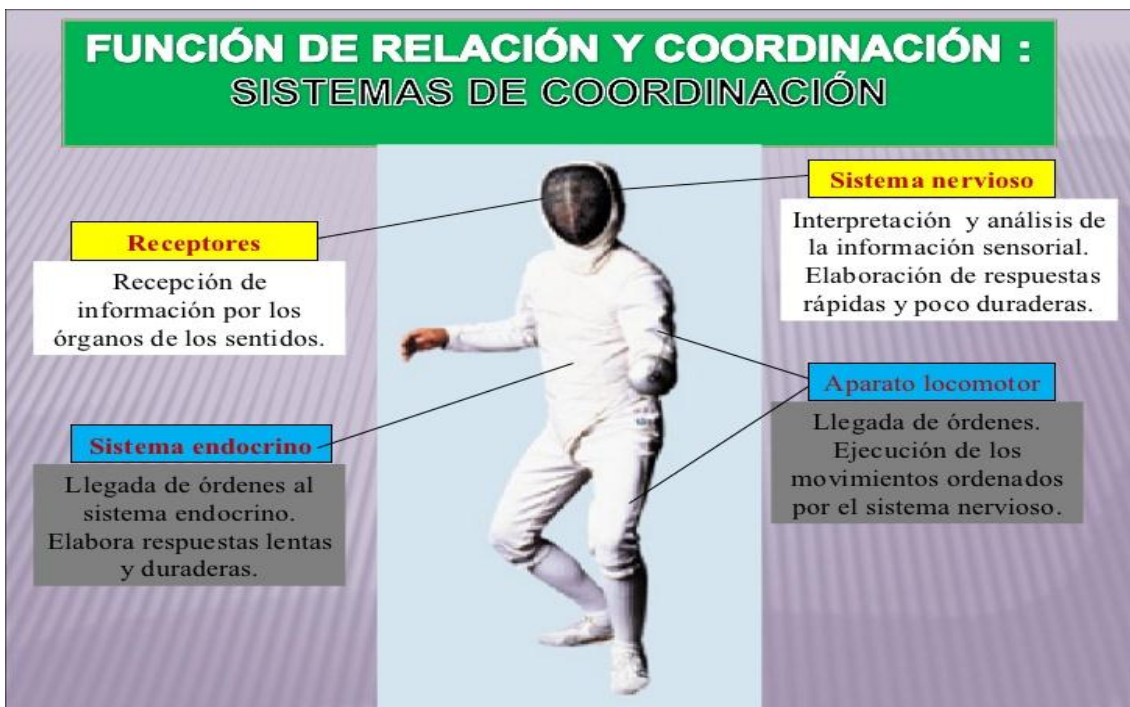 FUNCIÓN DE RELACIÓN Y COORDINACIÓN :
SISTEMAS DE COORDINACIÓN
Receptores
Recepción de
información por los
órganos de los sentidos.
Sistema nervioso
Interpretación y análisis de
la información sensorial.
Elaboración de respuestas
rápidas y poco duraderas.
Sistema endocrino
Llegada de órdenes al
sistema endocrino.
Elabora respuestas lentas
y duraderas.
Aparato locomotor
Llegada de órdenes.
Ejecución de los
movimientos ordenados
por el sistema nervioso.